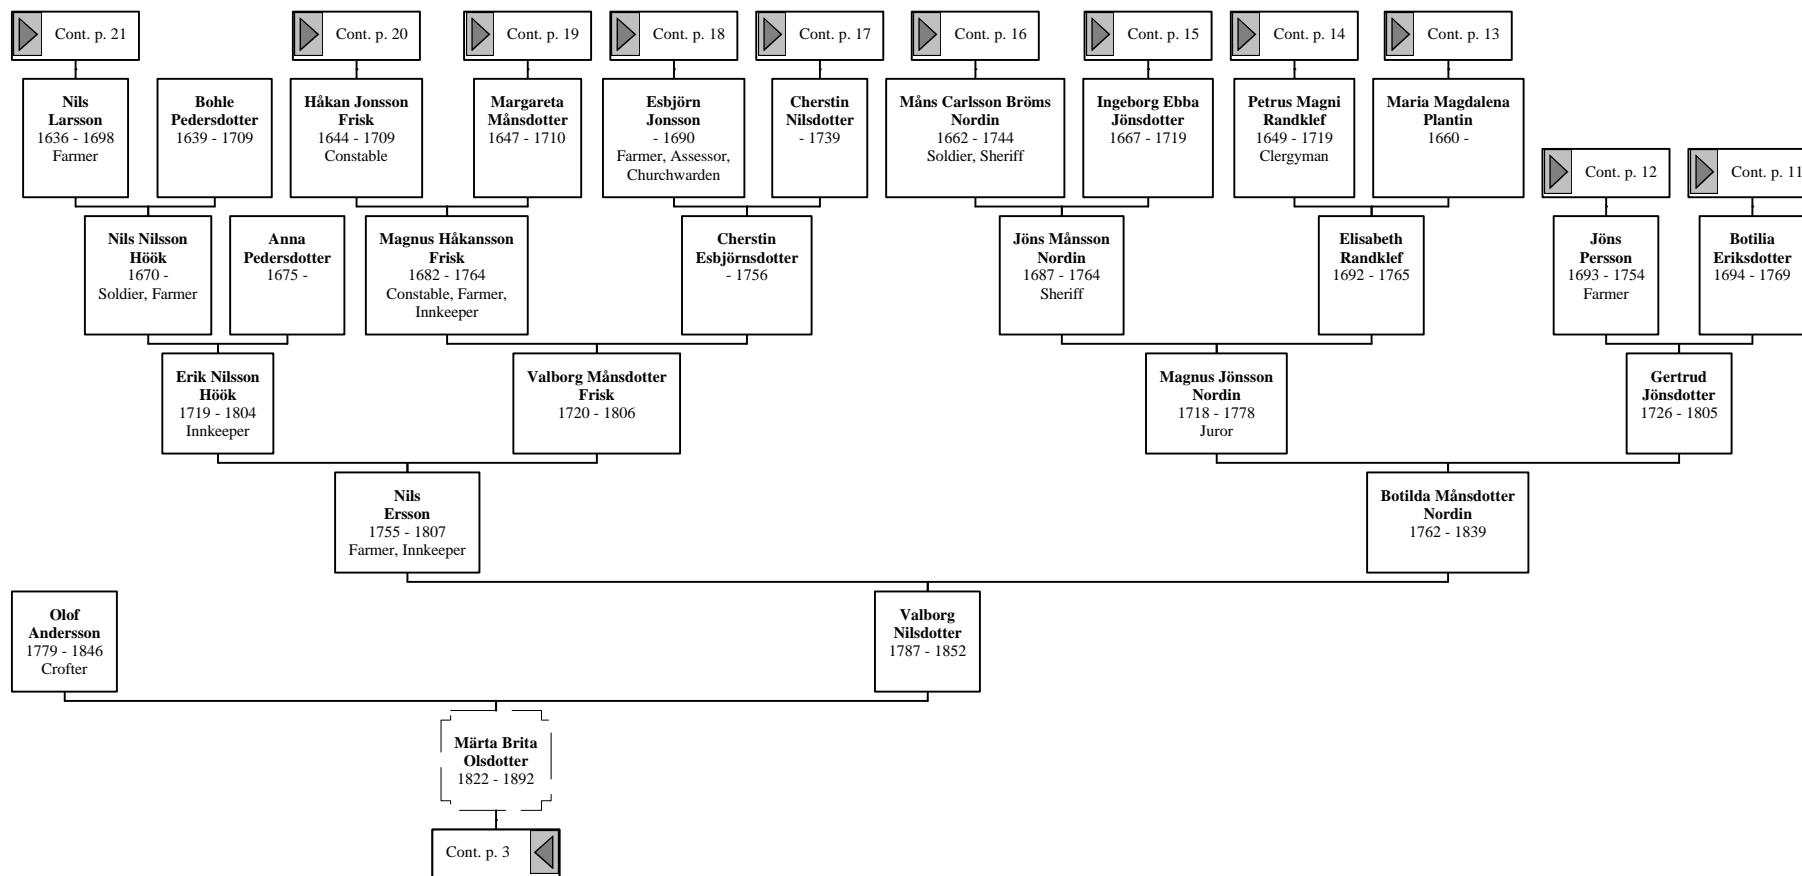 Cont. p. 21
Cont. p. 20
Cont. p. 19
Cont. p. 18
Cont. p. 17
Cont. p. 16
Cont. p. 15
Cont. p. 14
Cont. p. 13
Nils
Larsson
1636 - 1698
Farmer
Bohle
Pedersdotter
1639 - 1709
Håkan Jonsson
Frisk
1644 - 1709
Constable
Margareta
Månsdotter
1647 - 1710
Esbjörn
Jonsson
- 1690
Farmer, Assessor,
Churchwarden
Cherstin
Nilsdotter
- 1739
Måns Carlsson Bröms
Nordin
1662 - 1744
Soldier, Sheriff
Ingeborg Ebba
Jönsdotter
1667 - 1719
Petrus Magni
Randklef
1649 - 1719
Clergyman
Maria Magdalena
Plantin
1660 -
Cont. p. 12
Cont. p. 11
Nils Nilsson
Höök
1670 -
Soldier, Farmer
Anna
Pedersdotter
1675 -
Magnus Håkansson
Frisk
1682 - 1764
Constable, Farmer,
Innkeeper
Cherstin
Esbjörnsdotter
- 1756
Jöns Månsson
Nordin
1687 - 1764
Sheriff
Elisabeth
Randklef
1692 - 1765
Jöns
Persson
1693 - 1754
Farmer
Botilia
Eriksdotter
1694 - 1769
Erik Nilsson
Höök
1719 - 1804
Innkeeper
Valborg Månsdotter
Frisk
1720 - 1806
Magnus Jönsson
Nordin
1718 - 1778
Juror
Gertrud
Jönsdotter
1726 - 1805
Nils
Ersson
1755 - 1807
Farmer, Innkeeper
Botilda Månsdotter
Nordin
1762 - 1839
Olof
Andersson
1779 - 1846
Crofter
Valborg
Nilsdotter
1787 - 1852
Märta Brita
Olsdotter
1822 - 1892
Cont. p. 3